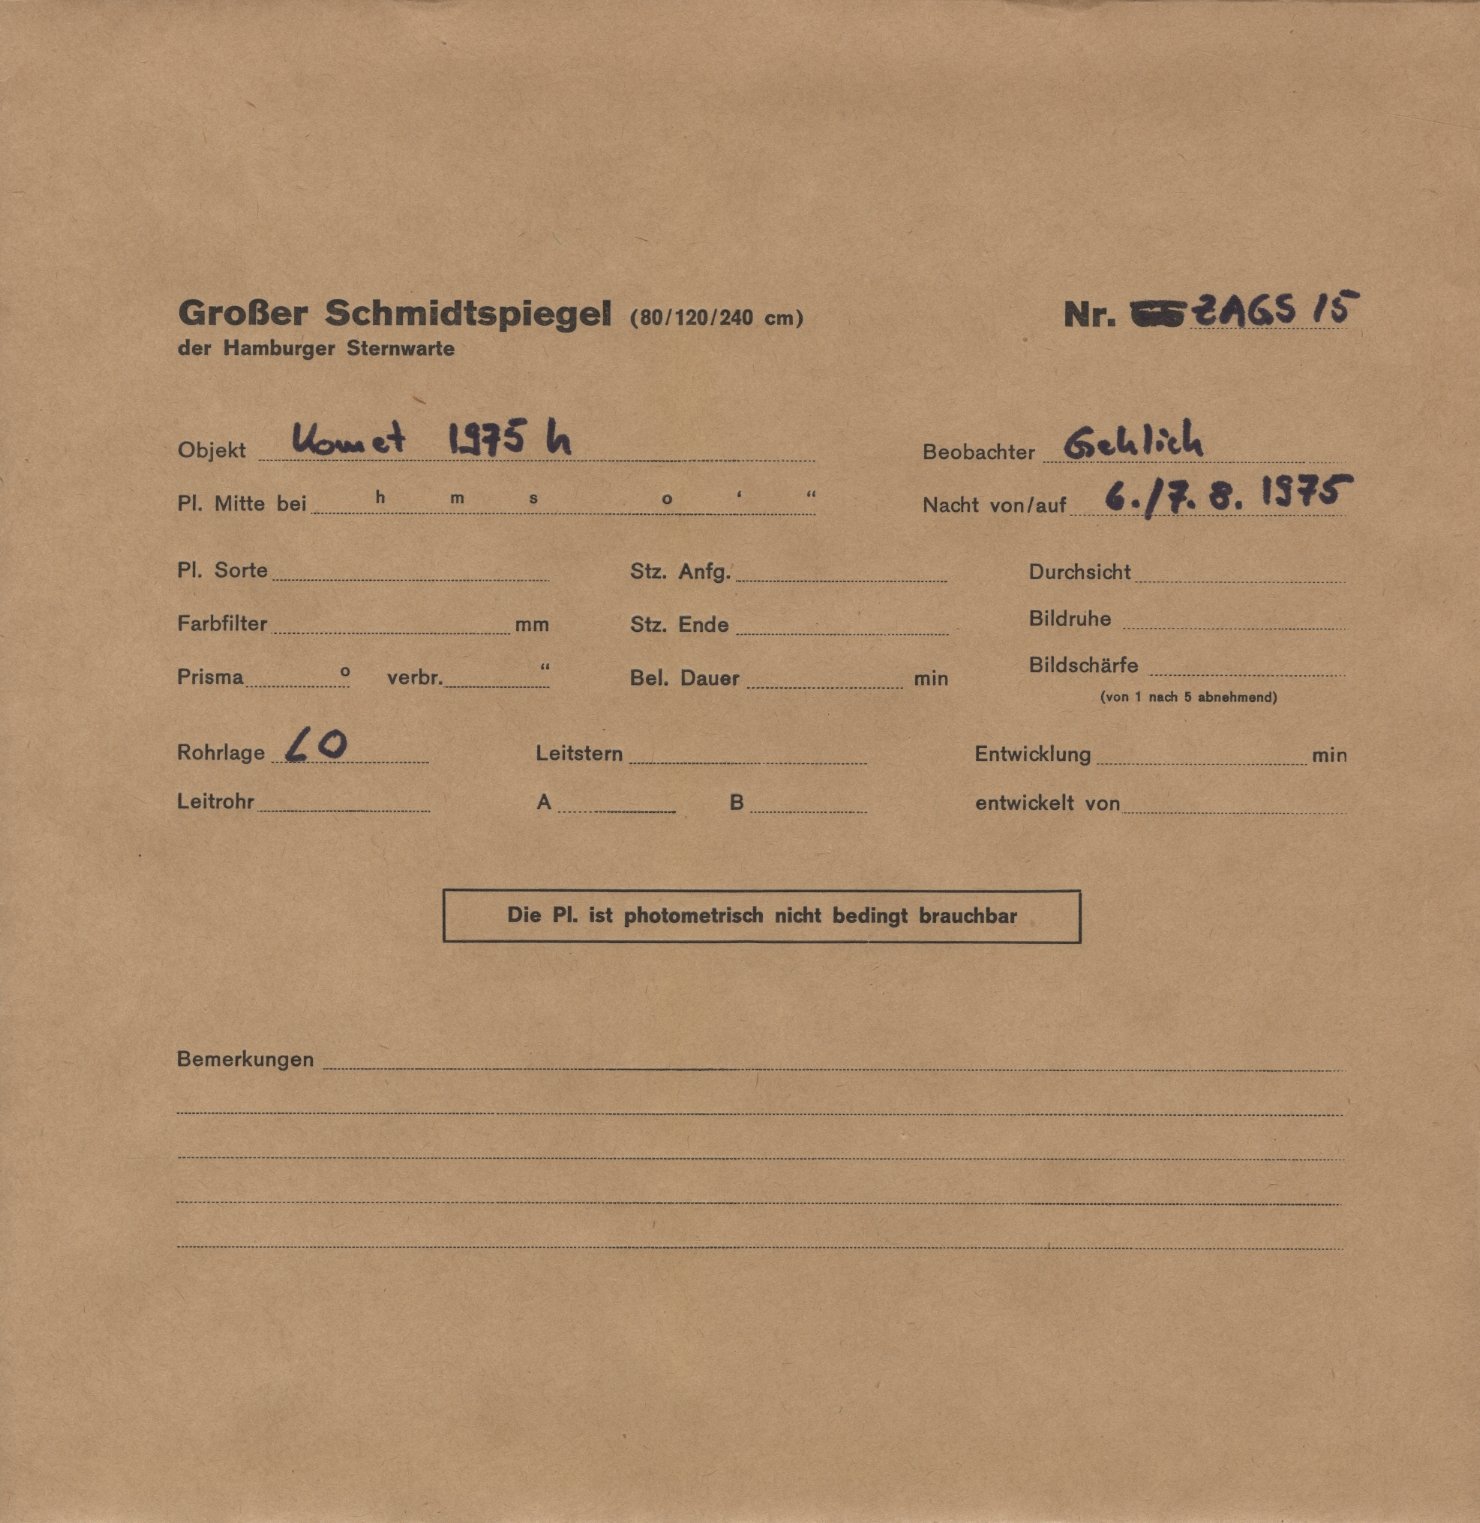 Großer Schmidtspiegel (80/120/240 cm)
der Hamburger Sternwarte
Nr. ZAGS 15
Objekt Komet 1975 h
Beobachter Gehlich
Pl. Mitte bei h m s o ‘ “
Nacht von/auf 6./7. 8. 1975
Pl. Sorte
Stz. Anfg.
Durchsicht
Farbfilter mm
Stz. Ende
Bildruhe
Prisma o verbr. “
Bel. Dauer min
Bildschärfe
(von 1 nach 5 abnehmend)
Rohrlage LO
Leitstern
Entwicklung min
Leitrohr
A B
entwickelt von
Die Pl. ist photometrisch nicht bedingt brauchbar
Bemerkungen